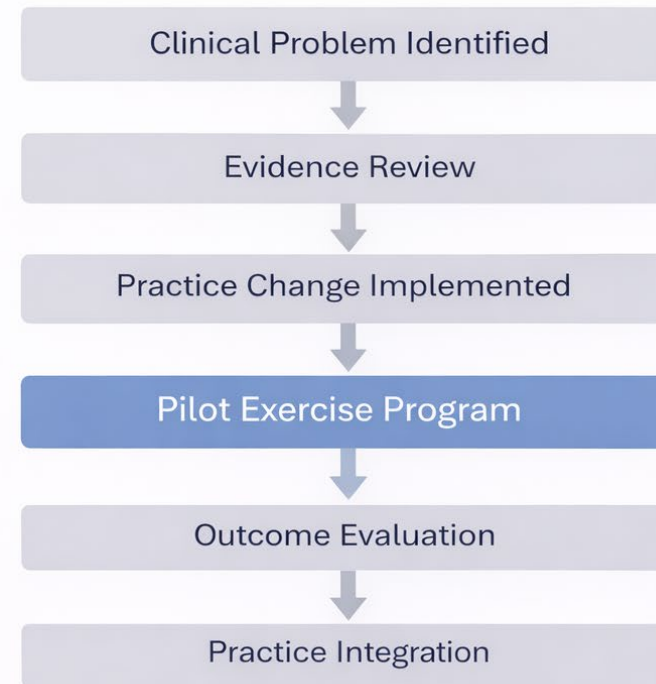 Clinical Problem Identified
Evidence Review
Practice Change Implemented
Pilot Exercise Program
Outcome Evaluation
Practice Integration